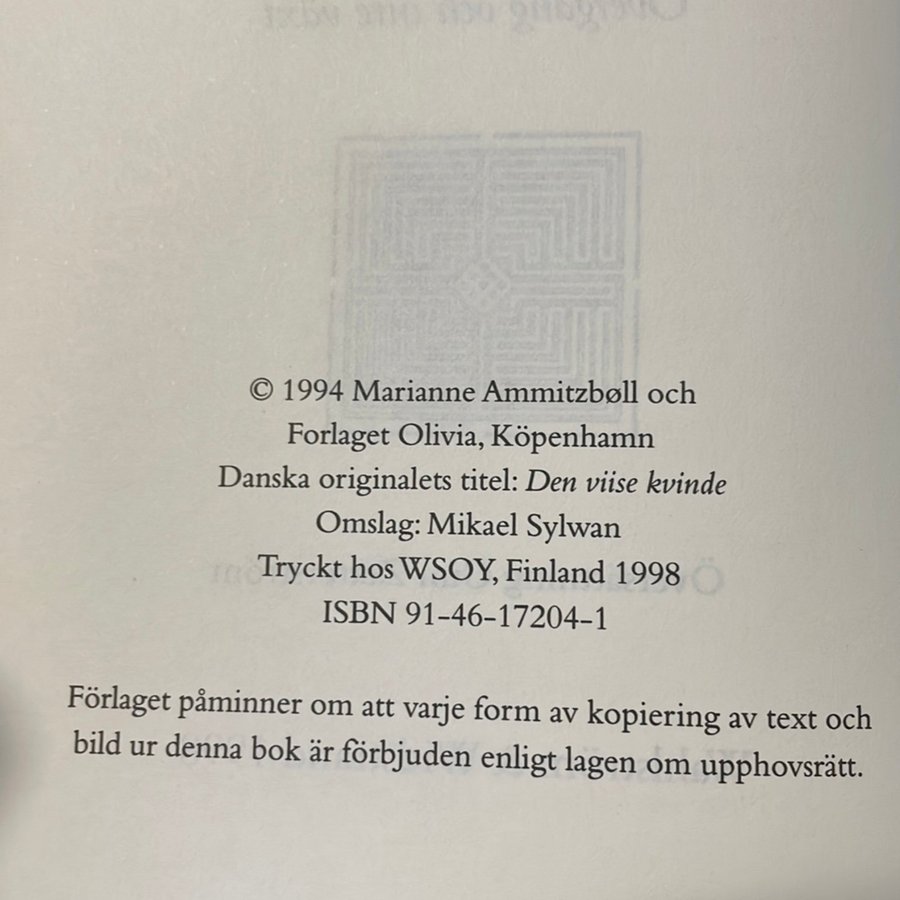 © 1994 Marianne Ammitzbøll och
Forlaget Olivia, Köpenhamn
Danska originalets titel: Den viise kvinde
Omslag: Mikael Sylwan
Tryckt hos WSOY, Finland 1998
ISBN 91-46-17204-1
Förlaget påminner om att varje form av kopiering av text och
bild ur denna bok är förbjuden enligt lagen om upphovsrätt.